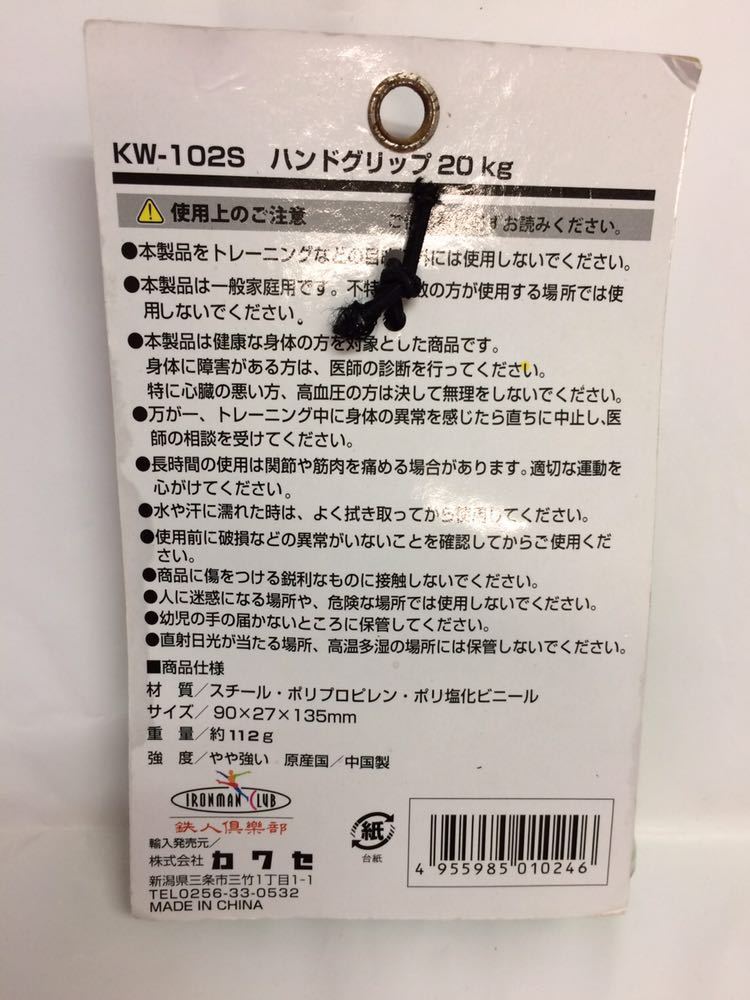 KW-102S ハンドグリップ 20kg
使用上のご注意 ご ずお読みください。
●本製品をトレーニングなどの目 外には使用しないでください。
●本製品は一般家庭用です。不特 数の方が使用する場所では使
用しないでください。
●本製品は健康な身体の方を対象とした商品です。
身体に障害がある方は、医師の診断を行ってください。
特に心臓の悪い方、高血圧の方は決して無理をしないでください。
●万が一、トレーニング中に身体の異常を感じたら直ちに中止し、医
師の相談を受けてください。
●長時間の使用は関節や筋肉を痛める場合があります。適切な運動を
心がけてください。
●水や汗に濡れた時は、よく拭き取ってから使用してください。
●使用前に破損などの異常がいないことを確認してからご使用くだ
さい。
●商品に傷をつける鋭利なものに接触しないでください。
●人に迷惑になる場所や、危険な場所では使用しないでください。
●幼児の手の届かないところに保管してください。
●直射日光が当たる場所、高温多湿の場所には保管しないでください。
■商品仕様
材 質/スチール・ポリプロピレン・ポリ塩化ビニール
サイズ/90×27×135mm
重 量/約112g
強 度/やや強い 原産国/中国製
IRONMAN CLUB
鉄人倶楽部
輸入発売元/
株式会社 カワセ
新潟県三条市三竹1丁目1-1
TEL0256-33-0532
MADE IN CHINA
紙
台紙
4 955985 010246